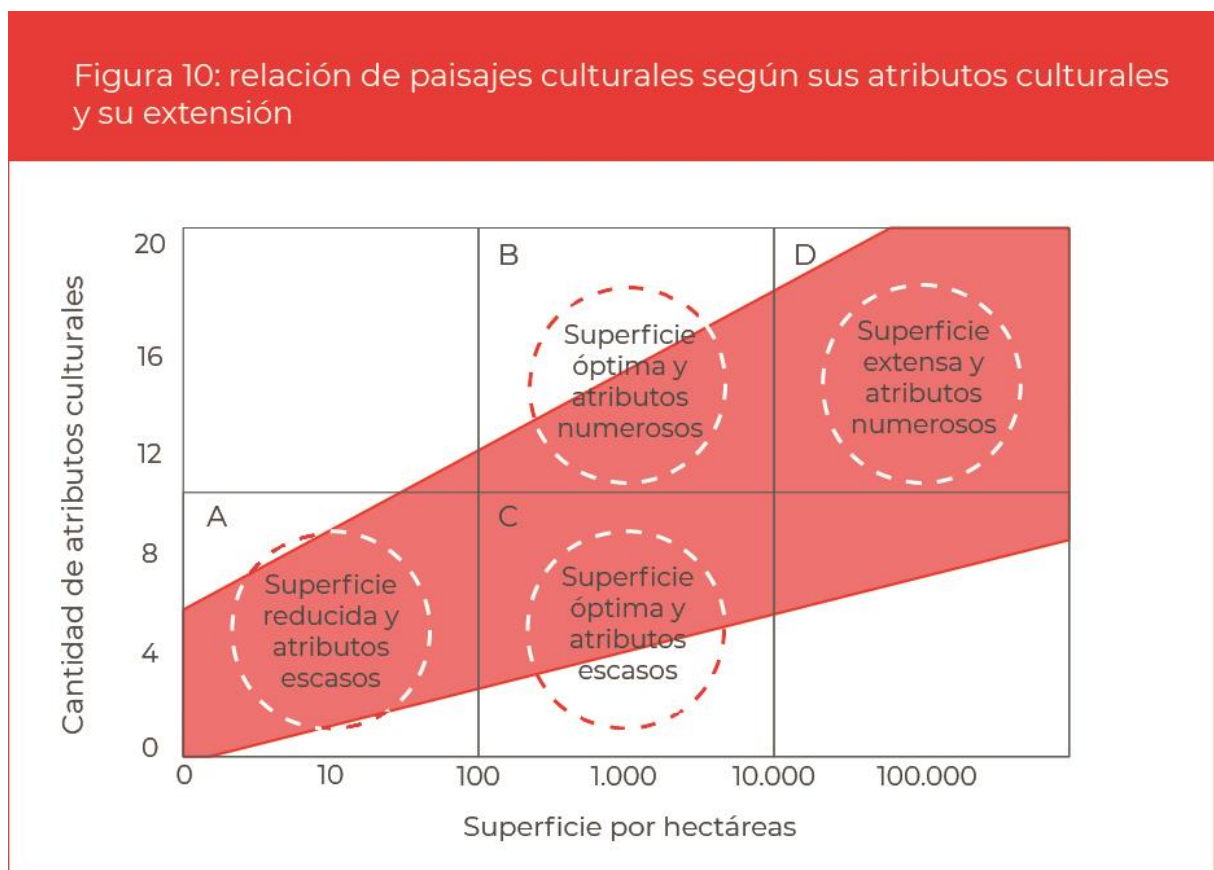 Figura 10: relación de paisajes culturales según sus atributos culturales
y su extensión
Cantidad de atributos culturales
20
16
12
8
4
0
B
Superficie
óptima y
atributos
numerosos
D
Superficie
extensa y
atributos
numerosos
A
Superficie
reducida y
atributos
escasos
C
Superficie
óptima y
atributos
escasos
0
10
100
1.000
10.000
100.000
Superficie por hectáreas